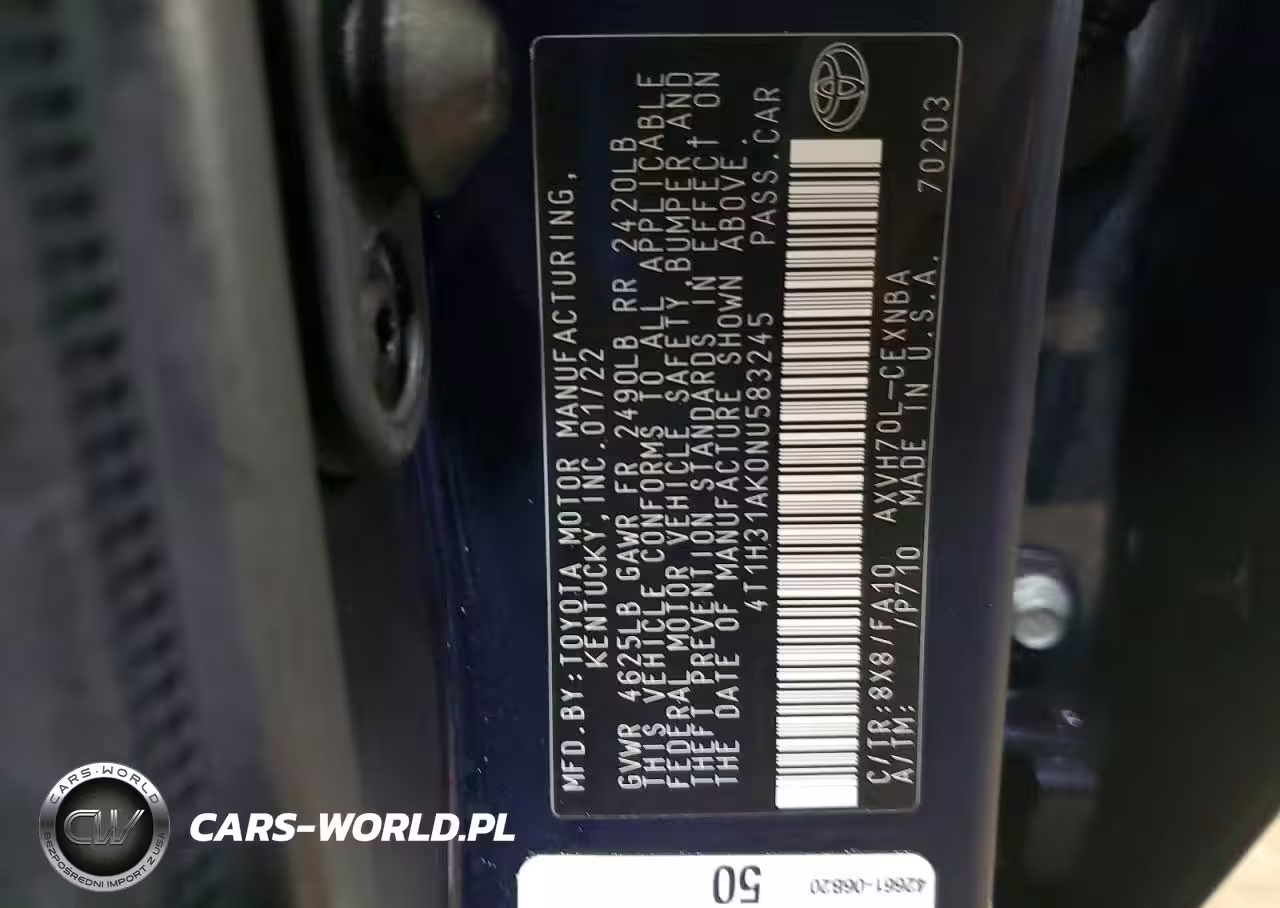 MFD.BY:TOYOTA MOTOR MANUFACTURING,
KENTUCKY, INC. 01/22
GVWR 4625LB GAWR FR 2490LB RR 2420LB
THIS VEHICLE CONFORMS TO ALL APPLICABLE
FEDERAL MOTOR VEHICLE SAFETY, BUMPER AND
THEFT PREVENTION STANDARDS IN EFFECT ON
THE DATE OF MANUFACTURE SHOWN ABOVE.
4T1H31AK0NU583245 PASS.CAR
C/TR:8X8/FA10 AXVH70L-CEXNBA
A/TM: /P710 MADE IN U.S.A. 70203
50 42661-06820
CARS-WORLD
CW
BEZPOŚREDNI IMPORT Z USA
CARS-WORLD.PL